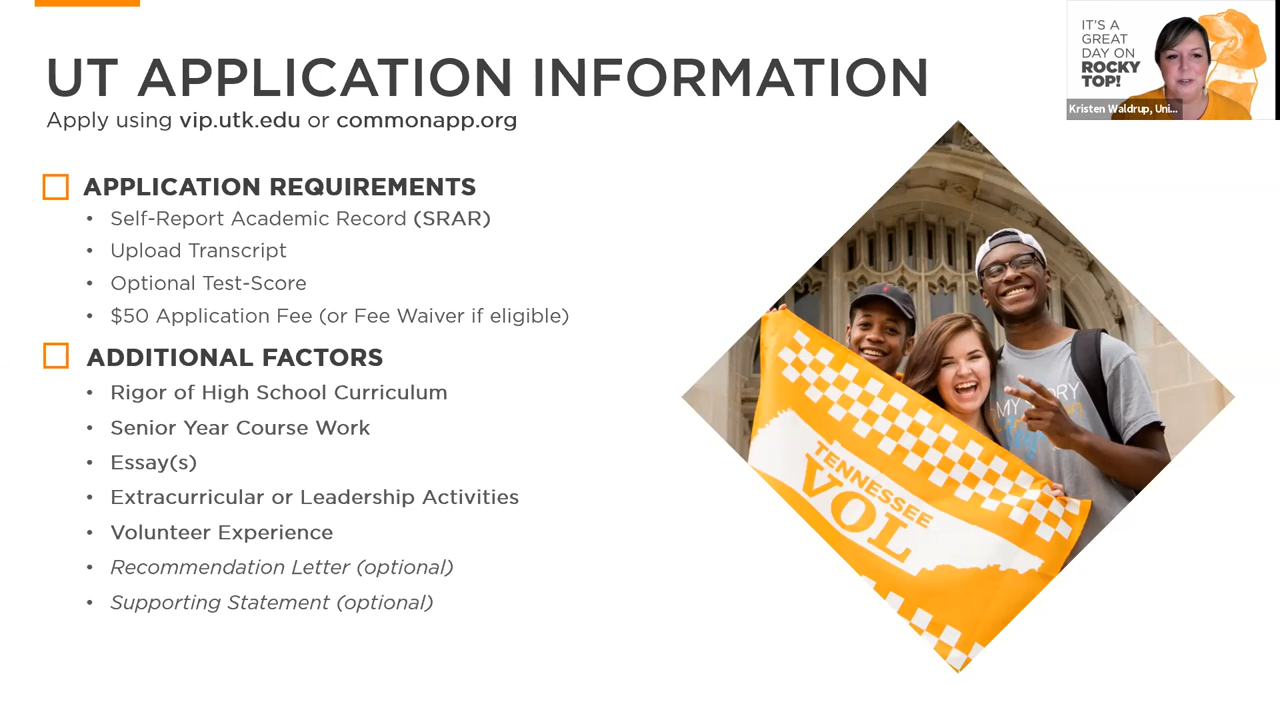 UT APPLICATION INFORMATION
Apply using vip.utk.edu or commonapp.org
APPLICATION REQUIREMENTS
• Self-Report Academic Record (SRAR)
• Upload Transcript
• Optional Test-Score
• $50 Application Fee (or Fee Waiver if eligible)
ADDITIONAL FACTORS
• Rigor of High School Curriculum
• Senior Year Course Work
• Essay(s)
• Extracurricular or Leadership Activities
• Volunteer Experience
• Recommendation Letter (optional)
• Supporting Statement (optional)
IT'S A
GREAT
DAY ON
ROCKY
TOP!
Kristen Waldrup, Uni...
MY
TENNESSEE
VOL